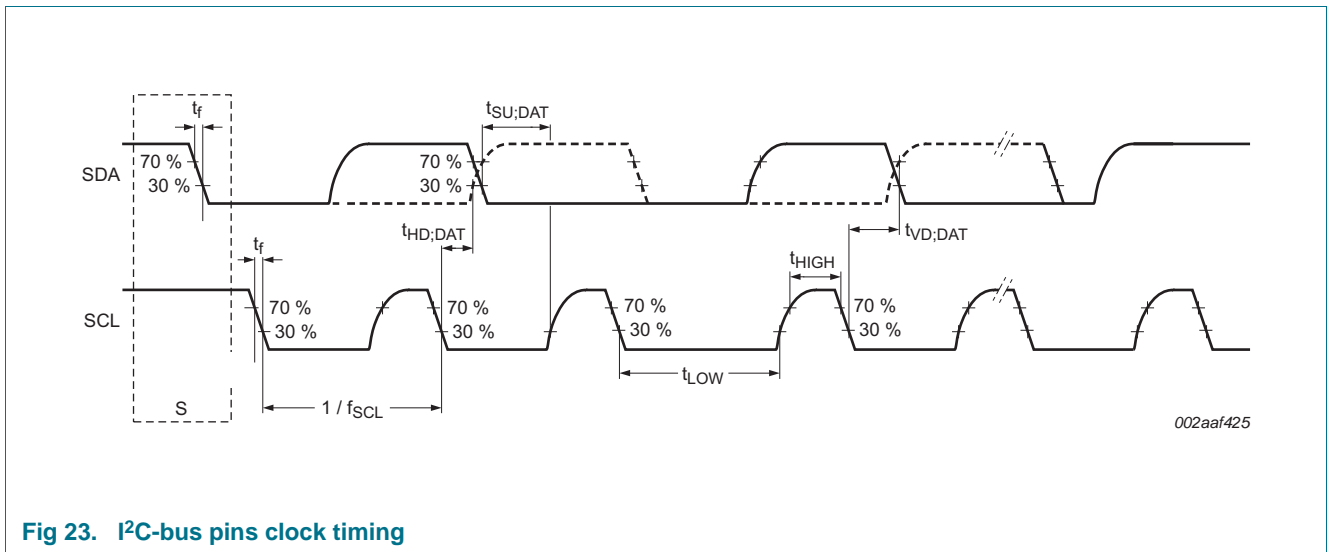 tf
tSU;DAT
70 %
30 %
SDA
70 %
30 %
tHD;DAT
tVD;DAT
tf
tHIGH
SCL
70 %
30 %
70 %
30 %
70 %
30 %
70 %
30 %
tLOW
S
1 / fSCL
002aaf425
Fig 23. I²C-bus pins clock timing